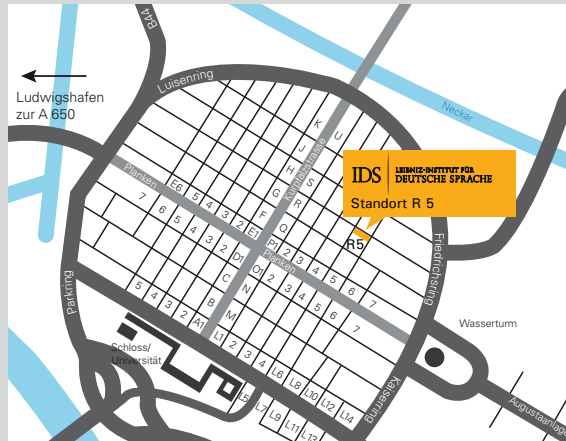 B44
Luisenring
Ludwigshafen
zur A 650
Neckar
K
U
J
Kurpfalzstrasse
H
S
G
R
F
Q
IDS
LEIBNIZ-INSTITUT FÜR
DEUTSCHE SPRACHE
Standort R 5
R5
Planken
E6 5 4 3 2 E1
P1 2 3 4 5 6 7
Planken
7 6 5 4 3 2 D1
O1 2 3 4 5 6 7
C
N
B
M
Friedrichsring
Parkring
5 4 3 2 A1
L1 2 3 4 L6 L8 L10 L12 L14
L5 L7 L9 L11 L13
Schloss/
Universität
Wasserturm
Kaiserring
Augustaanlage